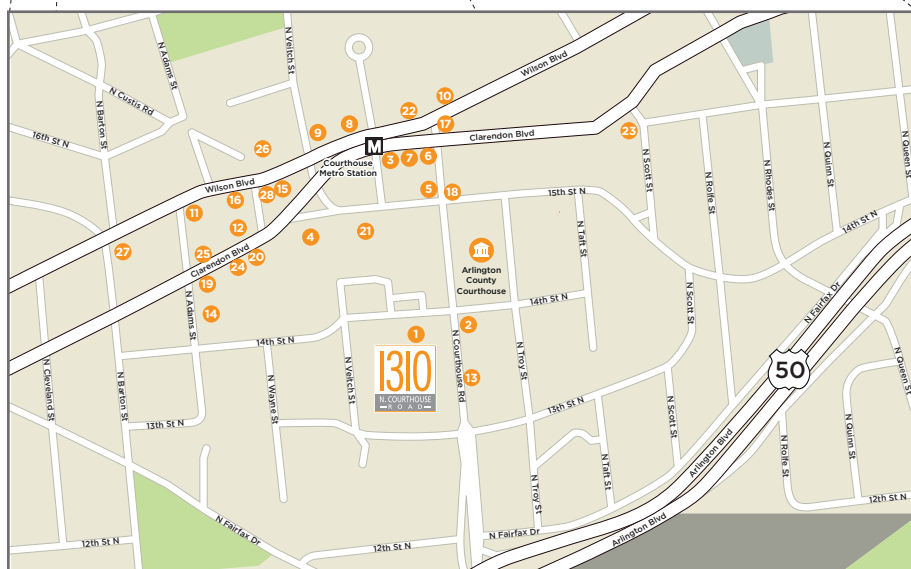 N Veitch St
N Adams St
Wilson Blvd
N Custis Rd
N Barton St
10
22
8
9
17
Clarendon Blvd
23
16th St N
M
26
3
7
6
Courthouse
Metro Station
N Scott St
N Rolfe St
N Rhodes St
N Quinn St
N Queen St
Wilson Blvd
15
28
16
5
18
15th St N
11
12
4
21
14th St N
N Taft St
27
25
Clarendon Blvd
20
24
19
Arlington
County
Courthouse
N Scott St
N Fairfax Dr
14
N Adams St
14th St N
1
2
14th St N
1310
N. COURTHOUSE
ROAD
N Courthouse Rd
13
N Troy St
50
N Cleveland St
N Barton St
N Wayne St
N Veitch St
N Queen St
13th St N
13th St N
N Scott St
N Quinn St
N Rolfe St
Arlington Blvd
N Taft St
N Troy St
12th St N
N Fairfax Dr
N Fairfax Dr
Arlington Blvd
12th St N
12th St N